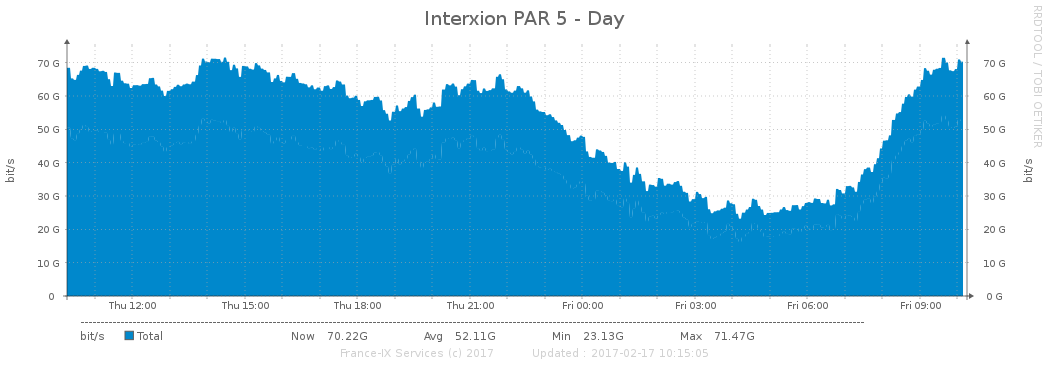 Interxion PAR 5 - Day
RRDTOOL / TOBI OETIKER
bit/s
70 G 70 G
60 G 60 G
50 G 50 G
40 G 40 G
30 G 30 G
20 G 20 G
10 G 10 G
0 0 G
bit/s
Thu 12:00 Thu 15:00 Thu 18:00 Thu 21:00 Fri 00:00 Fri 03:00 Fri 06:00 Fri 09:00
bit/s Total Now 70.22G Avg 52.11G Min 23.13G Max 71.47G
France-IX Services (c) 2017 Updated : 2017-02-17 10:15:05